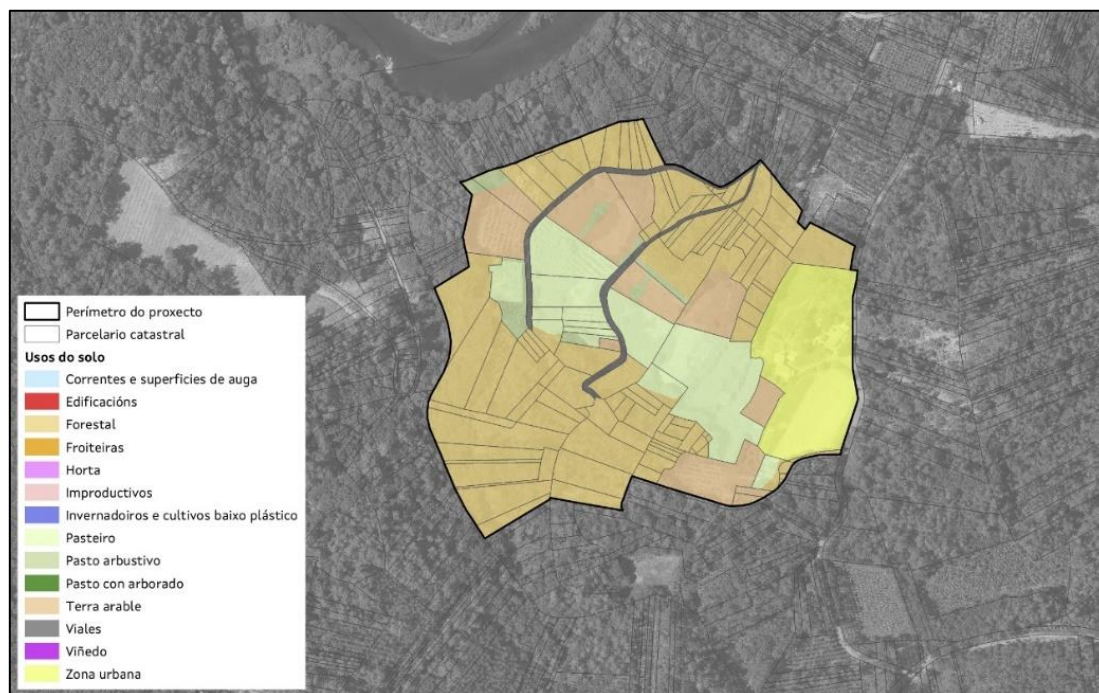 Perímetro do proxecto
Parcelario catastral
Usos do solo
Correntes e superficies de auga
Edificacións
Forestal
Froiteiras
Horta
Improductivos
Invernadoiros e cultivos baixo plástico
Pasteiro
Pasto arbustivo
Pasto con arborado
Terra arable
Viales
Viñedo
Zona urbana